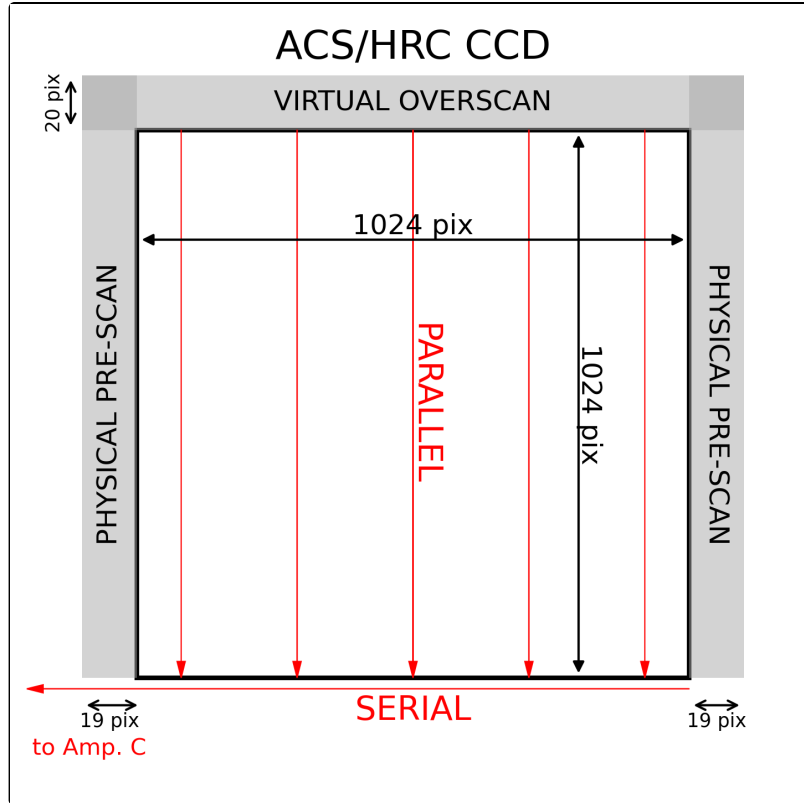 ACS/HRC CCD
20 pix
VIRTUAL OVERSCAN
1024 pix
PHYSICAL PRE-SCAN
PARALLEL
1024 pix
PHYSICAL PRE-SCAN
SERIAL
19 pix
19 pix
to Amp. C